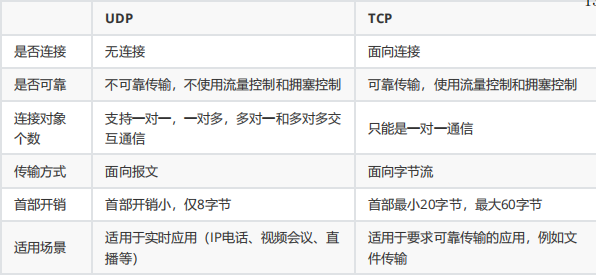 UDP TCP
是否连接 无连接 面向连接
是否可靠 不可靠传输，不使用流量控制和拥塞控制 可靠传输，使用流量控制和拥塞控制
连接对象
个数
支持一对一，一对多，多对一和多对多交
互通信
只能是一对一通信
传输方式 面向报文 面向字节流
首部开销 首部开销小，仅8字节 首部最小20字节，最大60字节
适用场景
适用于实时应用（IP电话、视频会议、直
播等）
适用于要求可靠传输的应用，例如文
件传输